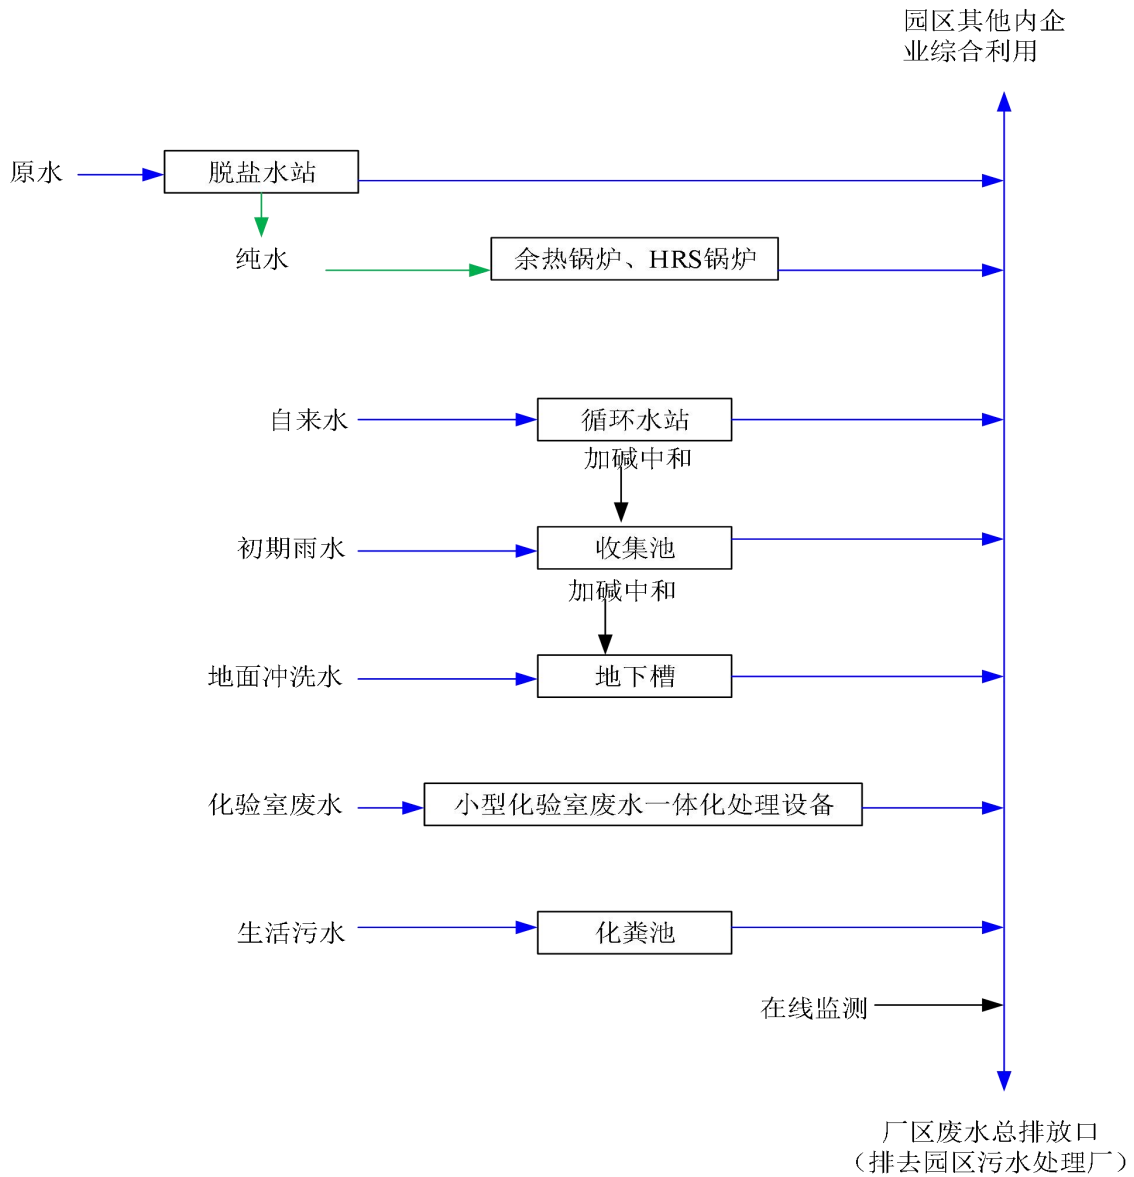 园区其他内企
业综合利用
原水
脱盐水站
纯水
余热锅炉、HRS锅炉
自来水
循环水站
加碱中和
初期雨水
收集池
加碱中和
地面冲洗水
地下槽
化验室废水
小型化验室废水一体化处理设备
生活污水
化粪池
在线监测
厂区废水总排放口
（排去园区污水处理厂）